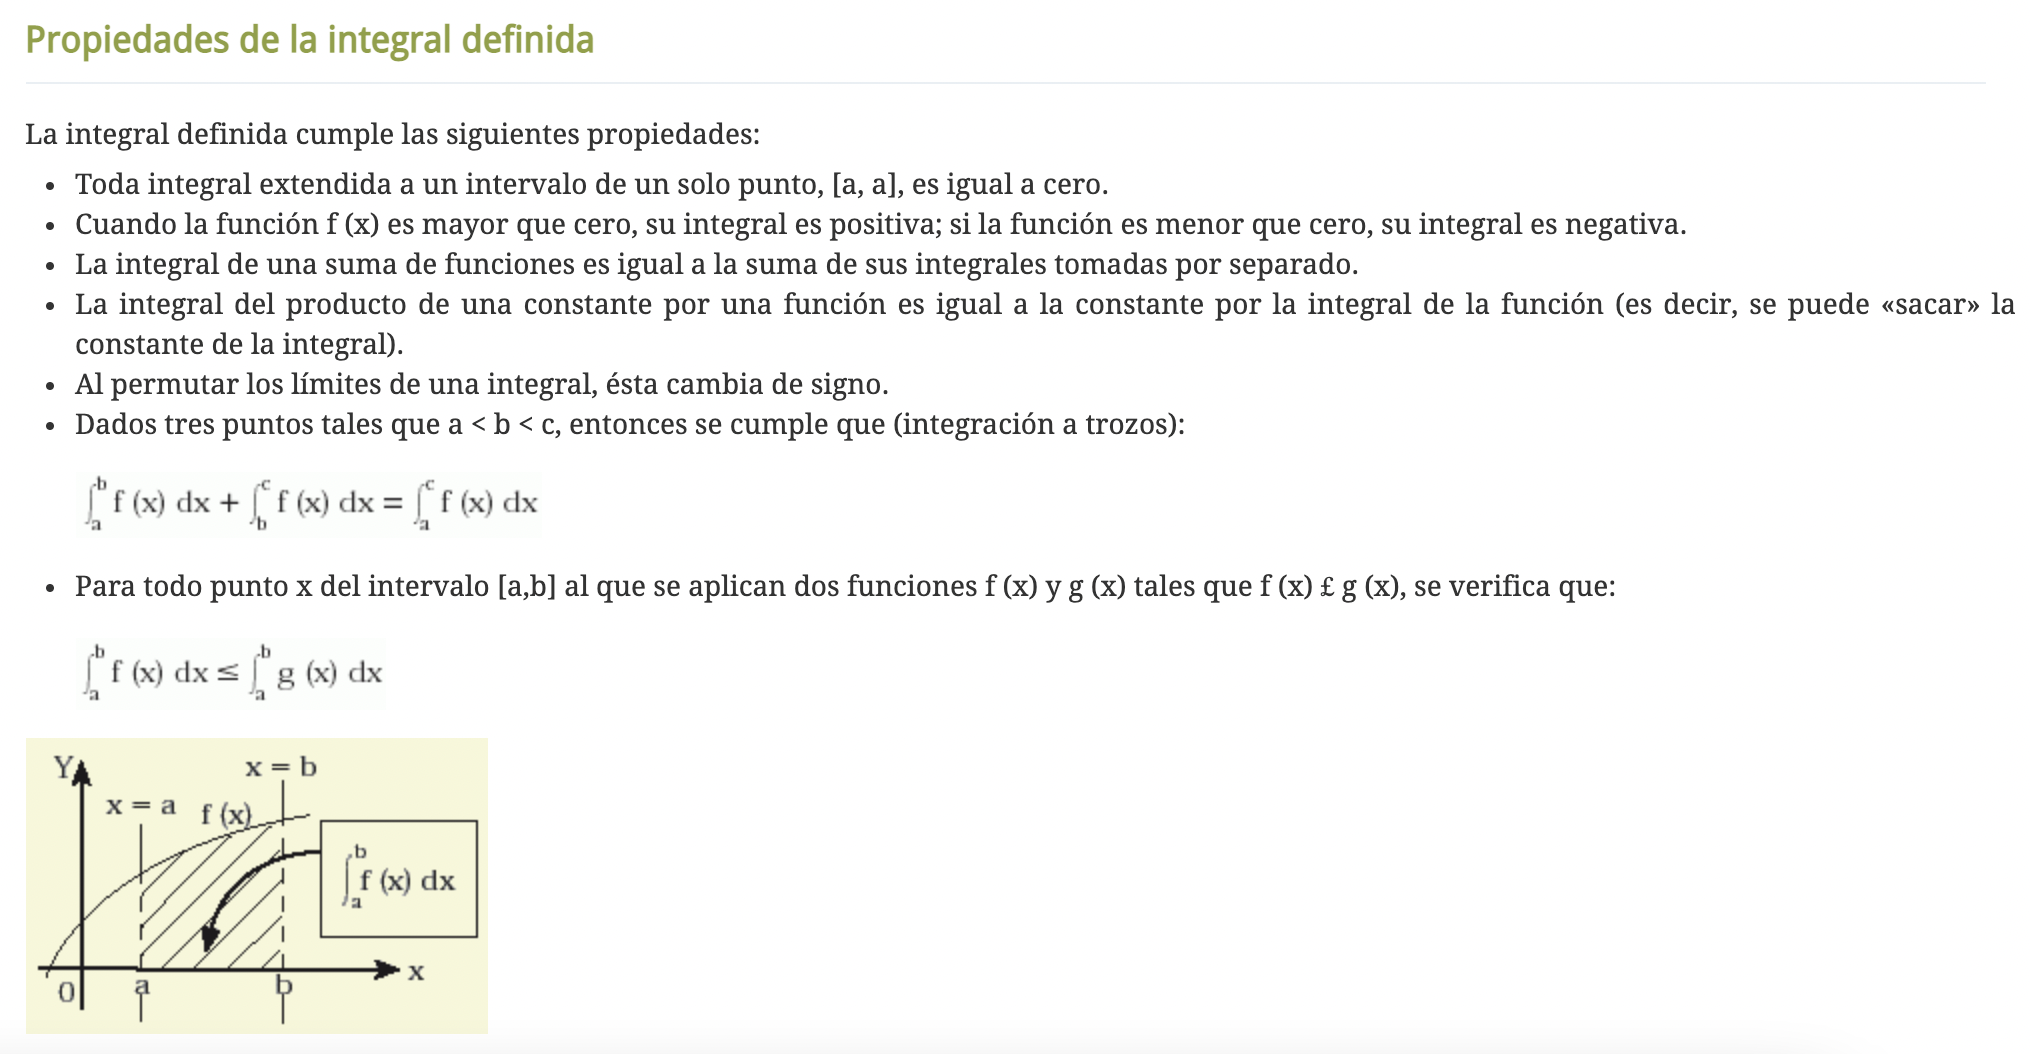 Propiedades de la integral definida
La integral definida cumple las siguientes propiedades:
• Toda integral extendida a un intervalo de un solo punto, [a, a], es igual a cero.
• Cuando la función f (x) es mayor que cero, su integral es positiva; si la función es menor que cero, su integral es negativa.
• La integral de una suma de funciones es igual a la suma de sus integrales tomadas por separado.
• La integral del producto de una constante por una función es igual a la constante por la integral de la función (es decir, se puede «sacar» la
constante de la integral).
• Al permutar los límites de una integral, ésta cambia de signo.
• Dados tres puntos tales que a < b < c, entonces se cumple que (integración a trozos):
∫_a^b f (x) dx + ∫_b^c f (x) dx = ∫_a^c f (x) dx
• Para todo punto x del intervalo [a,b] al que se aplican dos funciones f (x) y g (x) tales que f (x) £ g (x), se verifica que:
∫_a^b f (x) dx ≤ ∫_a^b g (x) dx
Y
x = b
x = a
f (x)
∫_a^b f (x) dx
x
0
a
b